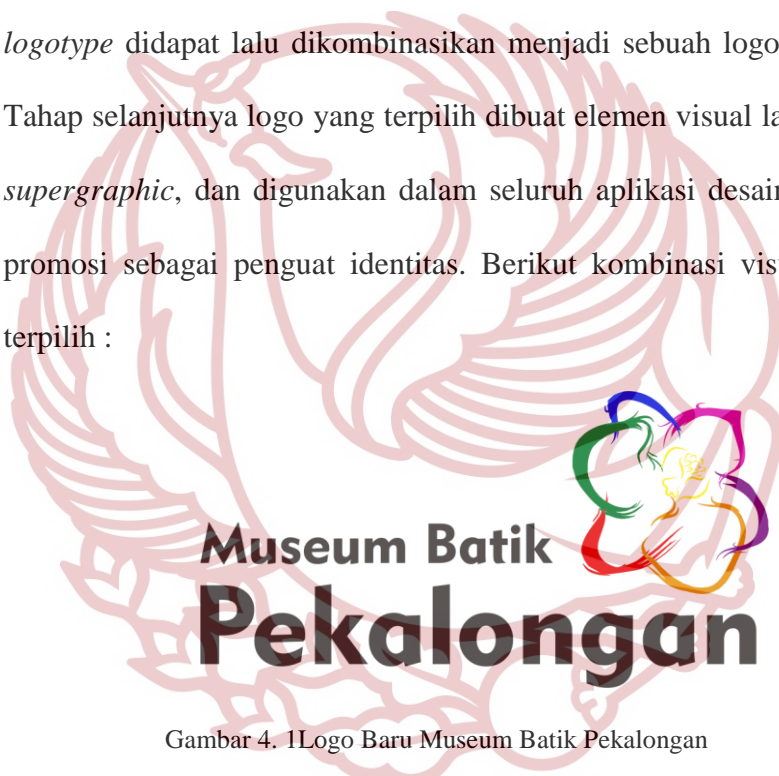 logotype didapat lalu dikombinasikan menjadi sebuah logo
Tahap selanjutnya logo yang terpilih dibuat elemen visual la
supergraphic, dan digunakan dalam seluruh aplikasi desain
promosi sebagai penguat identitas. Berikut kombinasi vis
terpilih :
Museum Batik
Pekalongan
Gambar 4. 1Logo Baru Museum Batik Pekalongan